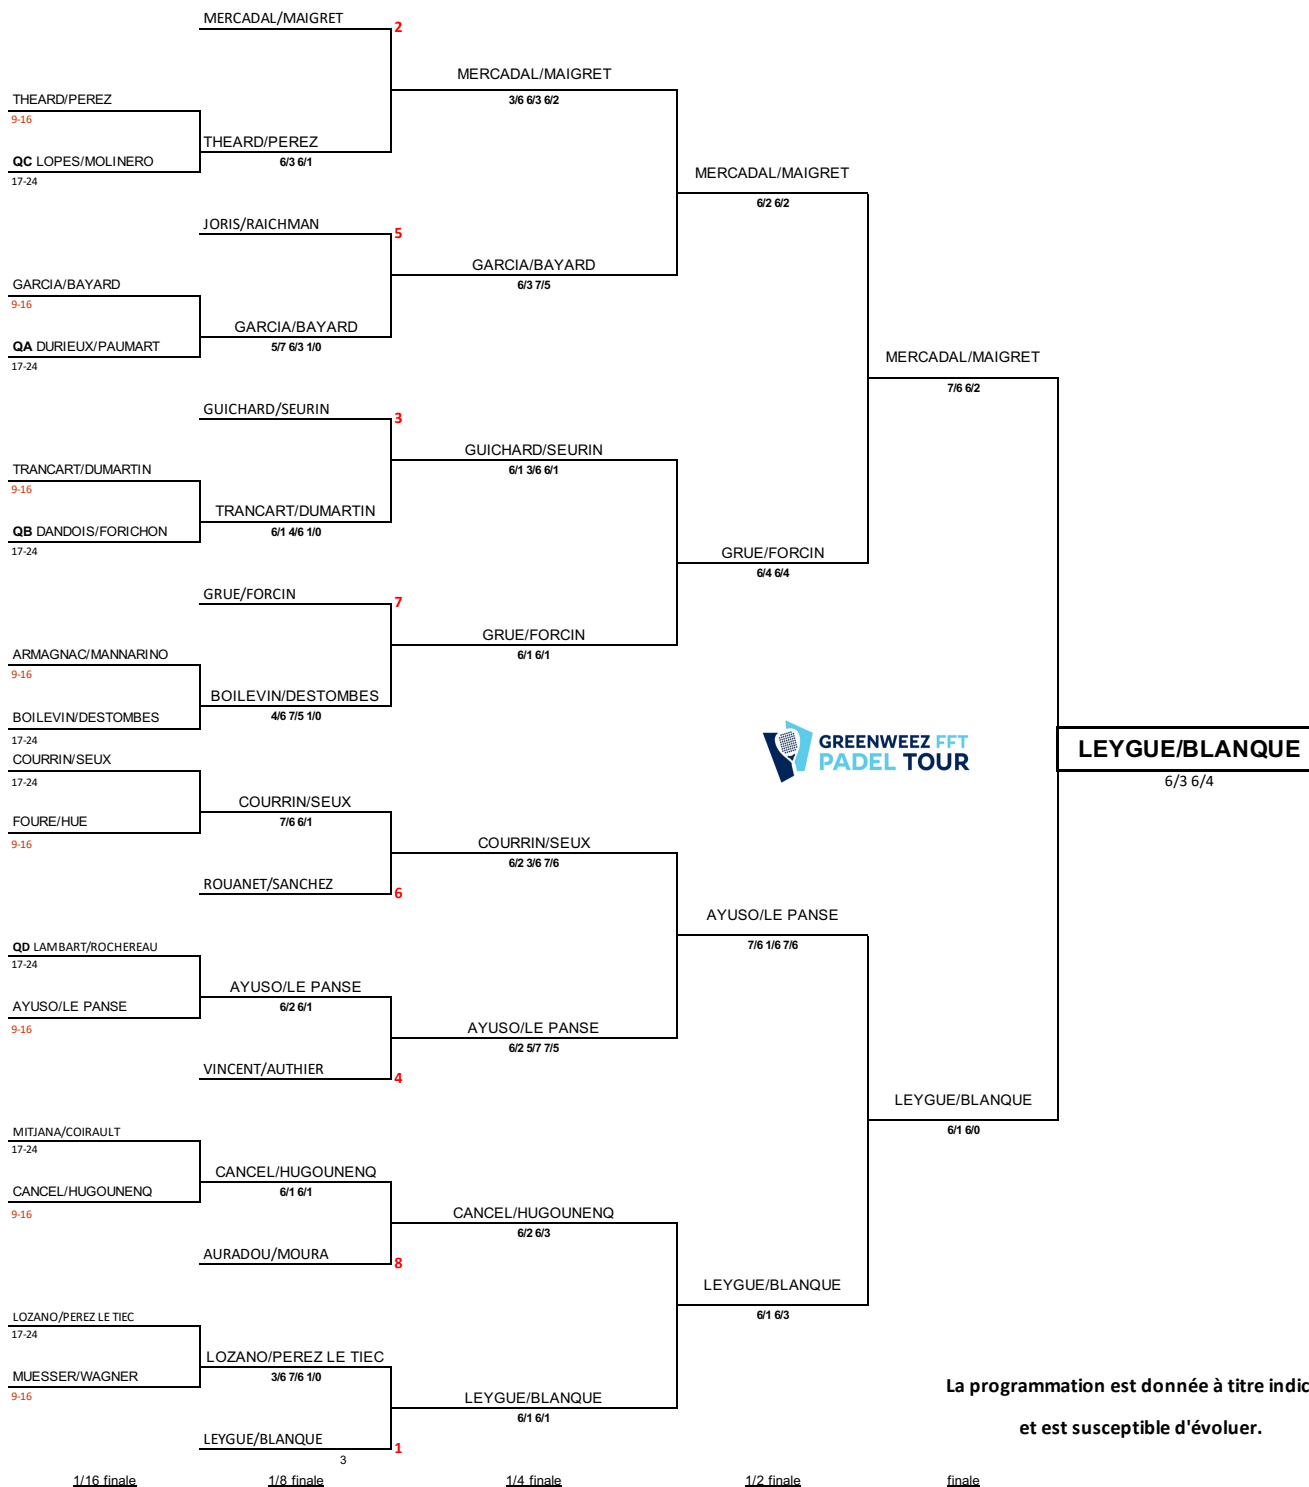 MERCADAL/MAIGRET
2
MERCADAL/MAIGRET
3/6 6/3 6/2
THEARD/PEREZ
9-16
THEARD/PEREZ
6/3 6/1
QC LOPES/MOLINERO
17-24
MERCADAL/MAIGRET
6/2 6/2
JORIS/RAICHMAN
5
GARCIA/BAYARD
6/3 7/5
GARCIA/BAYARD
9-16
GARCIA/BAYARD
5/7 6/3 1/0
QA DURIEUX/PAUMART
17-24
MERCADAL/MAIGRET
7/6 6/2
GUICHARD/SEURIN
3
GUICHARD/SEURIN
6/1 3/6 6/1
TRANCART/DUMARTIN
9-16
TRANCART/DUMARTIN
6/1 4/6 1/0
QB DANDOIS/FORICHON
17-24
GRUE/FORCIN
6/4 6/4
GRUE/FORCIN
7
GRUE/FORCIN
6/1 6/1
ARMAGNAC/MANNARINO
9-16
BOILEVIN/DESTOMBES
4/6 7/5 1/0
BOILEVIN/DESTOMBES
17-24
GREENWEEZ FFT
PADEL TOUR
LEYGUE/BLANQUE
6/3 6/4
COURRIN/SEUX
17-24
COURRIN/SEUX
7/6 6/1
FOURE/HUE
9-16
COURRIN/SEUX
6/2 3/6 7/6
ROUANET/SANCHEZ
6
AYUSO/LE PANSE
7/6 1/6 7/6
QD LAMBART/ROCHEREAU
17-24
AYUSO/LE PANSE
6/2 6/1
AYUSO/LE PANSE
9-16
AYUSO/LE PANSE
6/2 5/7 7/5
VINCENT/AUTHIER
4
LEYGUE/BLANQUE
6/1 6/0
MITJANA/COIRAULT
17-24
CANCEL/HUGOUNENQ
6/1 6/1
CANCEL/HUGOUNENQ
9-16
CANCEL/HUGOUNENQ
6/2 6/3
AURADOU/MOURA
8
LEYGUE/BLANQUE
6/1 6/3
LOZANO/PEREZ LE TIEC
17-24
LOZANO/PEREZ LE TIEC
3/6 7/6 1/0
MUESSER/WAGNER
9-16
LEYGUE/BLANQUE
6/1 6/1
LEYGUE/BLANQUE
1
3
La programmation est donnée à titre indic
et est susceptible d'évoluer.
1/16 finale
1/8 finale
1/4 finale
1/2 finale
finale